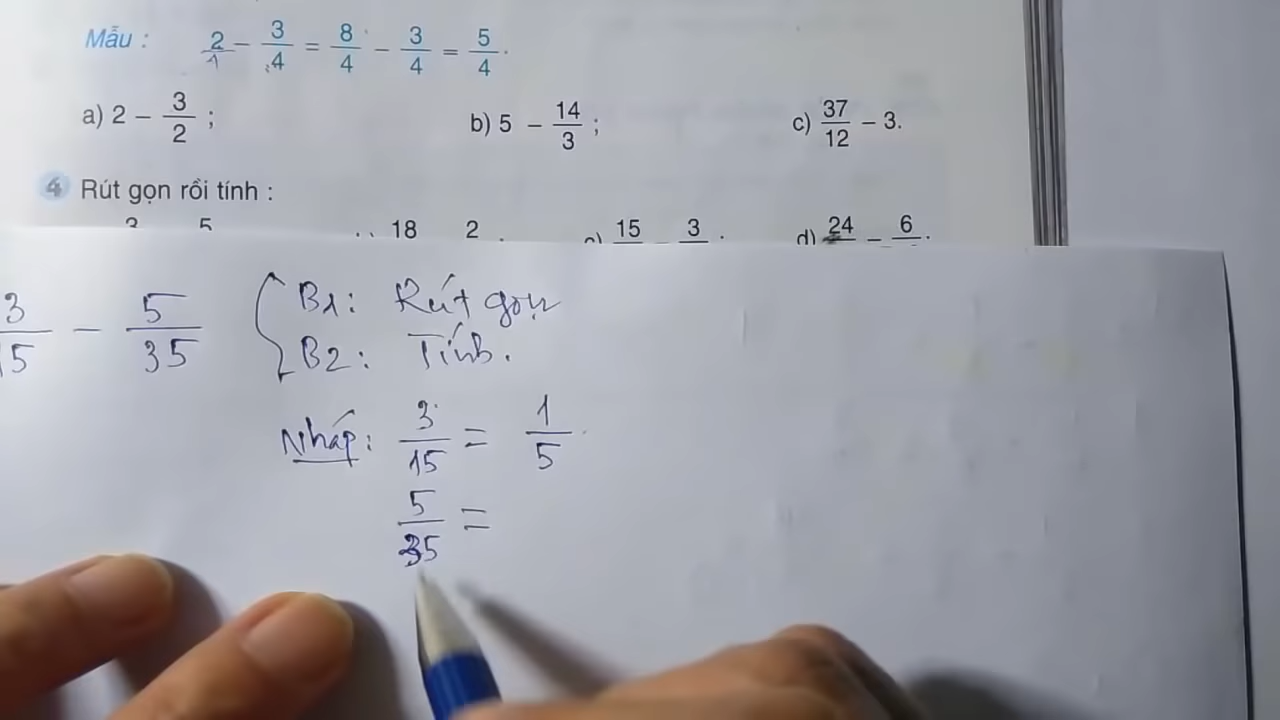 Mẫu : 2/1 − 3/4 = 8/4 − 3/4 = 5/4 .
a) 2 − 3/2 ; b) 5 − 14/3 ; c) 37/12 − 3.
4 Rút gọn rồi tính :
3 5 18 2 . c) 15 − 3 . d) 24 − 6 .
3/15 − 5/35
B1: Rút gọn
B2: Tính.
Nháp: 3/15 = 1/5 .
5/35 =